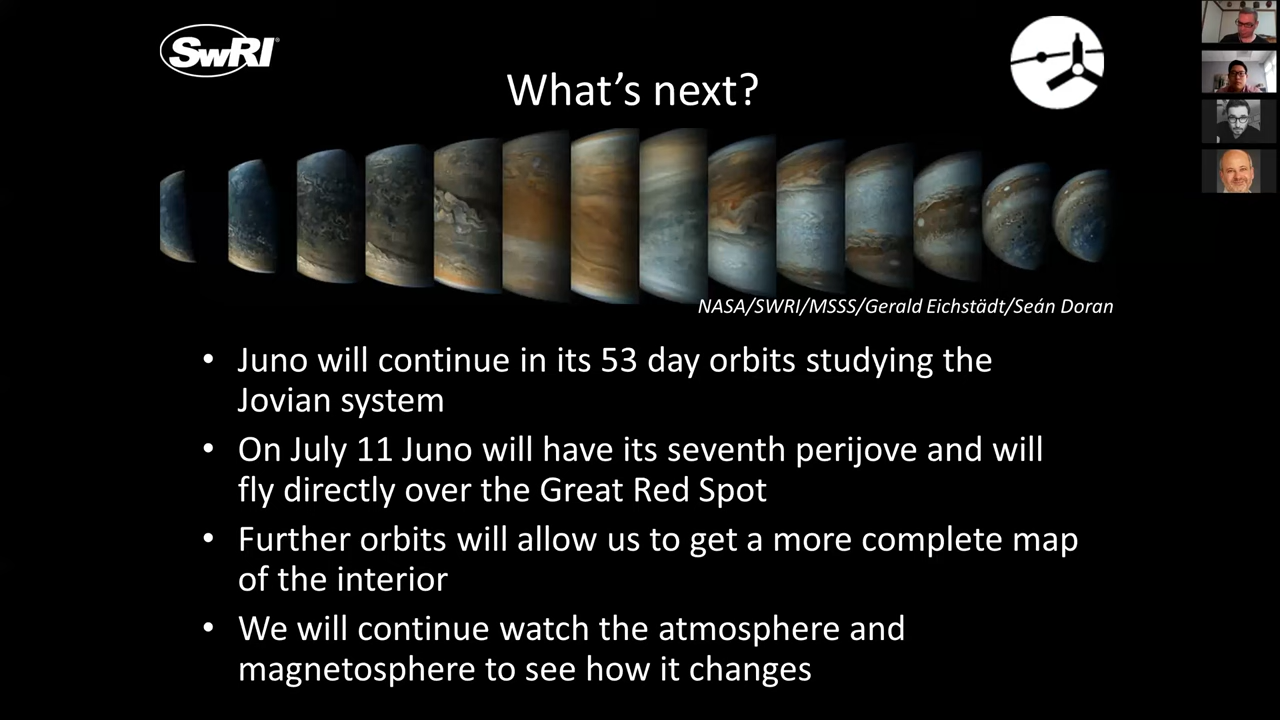 SwRI®
What's next?
NASA/SWRI/MSSS/Gerald Eichstädt/Seán Doran
• Juno will continue in its 53 day orbits studying the
Jovian system
• On July 11 Juno will have its seventh perijove and will
fly directly over the Great Red Spot
• Further orbits will allow us to get a more complete map
of the interior
• We will continue watch the atmosphere and
magnetosphere to see how it changes